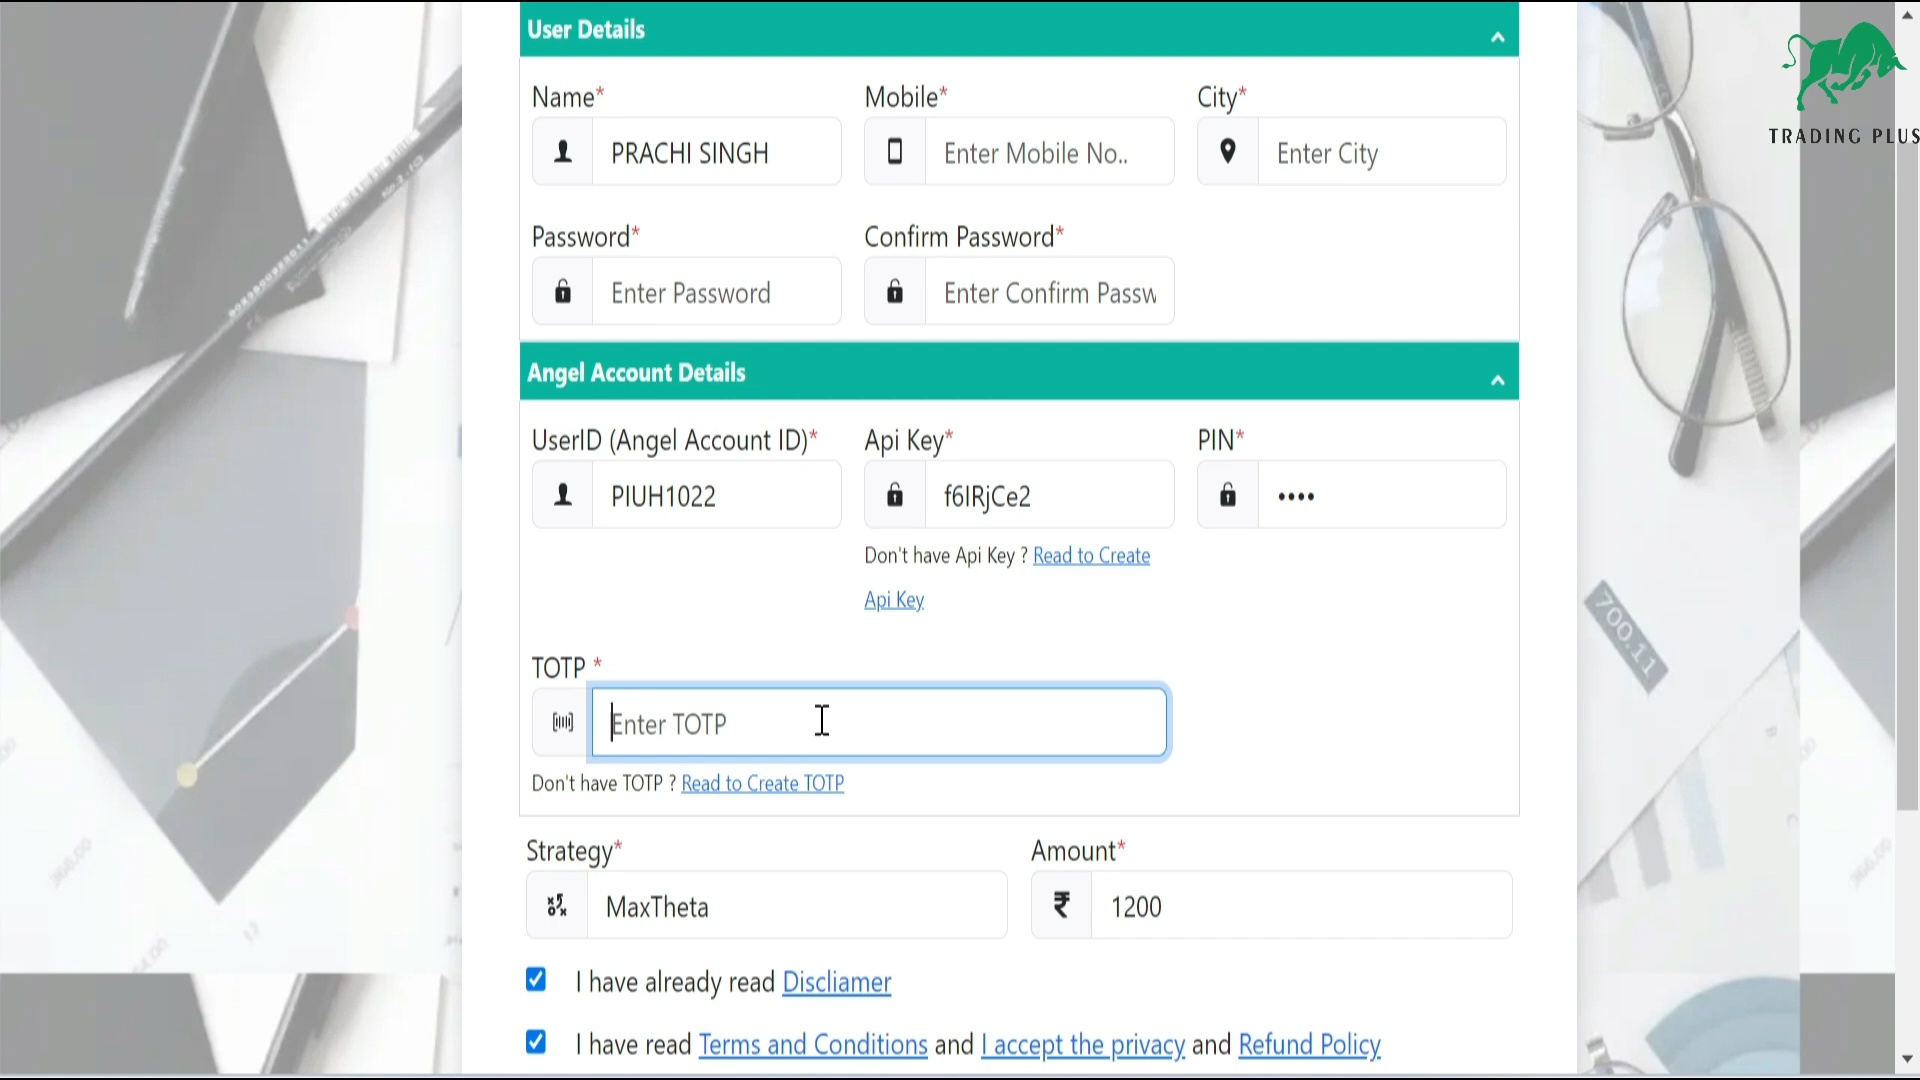 User Details
TRADING PLUS
Name* Mobile* City*
PRACHI SINGH Enter Mobile No.. Enter City
Password* Confirm Password*
Enter Password Enter Confirm Passw
Angel Account Details
UserID (Angel Account ID)* Api Key* PIN*
PIUH1022 f6IRjCe2 ••••
Don't have Api Key ? Read to Create
Api Key
700.11
TOTP *
Enter TOTP
Don't have TOTP ? Read to Create TOTP
Strategy* Amount*
MaxTheta ₹ 1200
I have already read Discliamer
I have read Terms and Conditions and I accept the privacy and Refund Policy